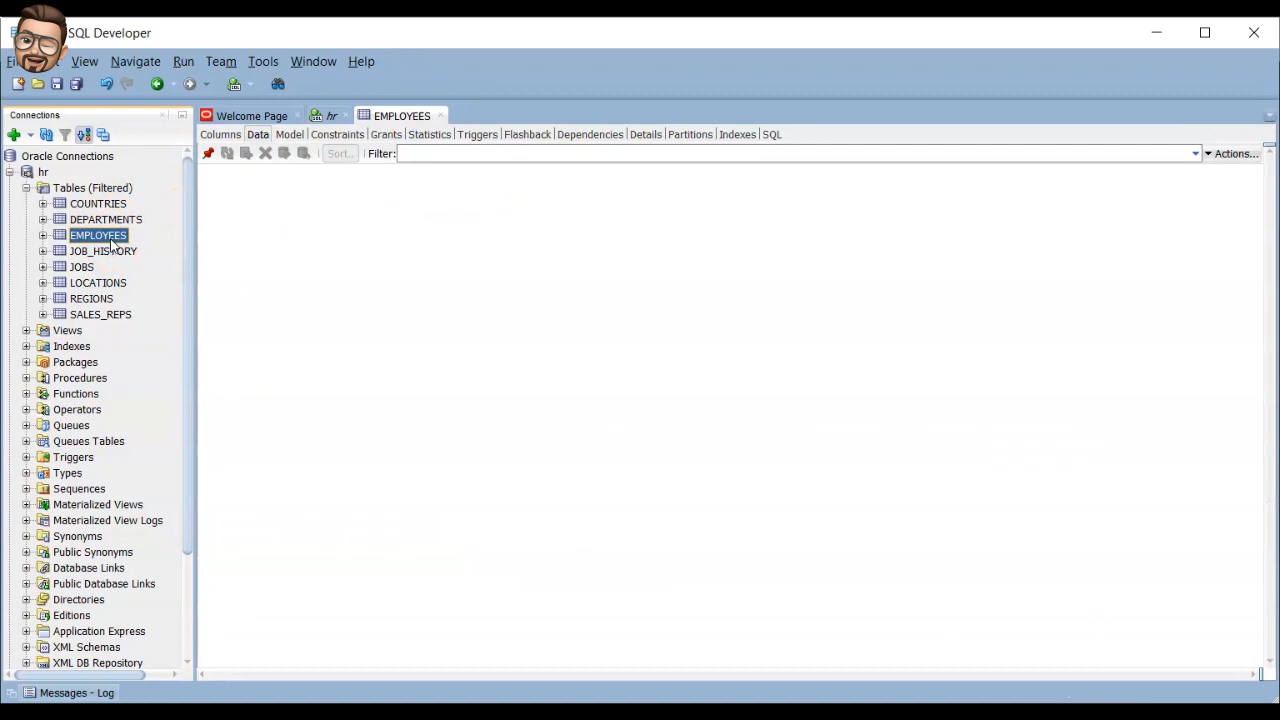 SQL Developer
View Navigate Run Team Tools Window Help
Connections
Welcome Page hr EMPLOYEES
Columns Data Model Constraints Grants Statistics Triggers Flashback Dependencies Details Partitions Indexes SQL
Sort.. Filter: Actions...
Oracle Connections
hr
Tables (Filtered)
COUNTRIES
DEPARTMENTS
EMPLOYEES
JOB_HISTORY
JOBS
LOCATIONS
REGIONS
SALES_REPS
Views
Indexes
Packages
Procedures
Functions
Operators
Queues
Queues Tables
Triggers
Types
Sequences
Materialized Views
Materialized View Logs
Synonyms
Public Synonyms
Database Links
Public Database Links
Directories
Editions
Application Express
XML Schemas
XML DB Repository
Messages - Log